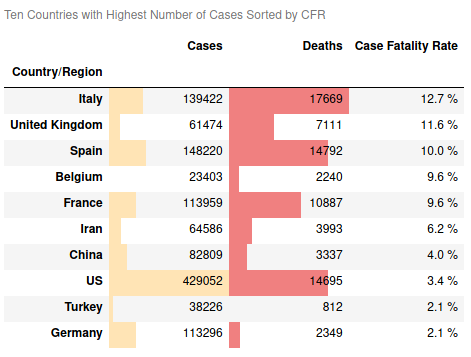 Ten Countries with Highest Number of Cases Sorted by CFR
Cases Deaths Case Fatality Rate
Country/Region
Italy 139422 17669 12.7 %
United Kingdom 61474 7111 11.6 %
Spain 148220 14792 10.0 %
Belgium 23403 2240 9.6 %
France 113959 10887 9.6 %
Iran 64586 3993 6.2 %
China 82809 3337 4.0 %
US 429052 14695 3.4 %
Turkey 38226 812 2.1 %
Germany 113296 2349 2.1 %